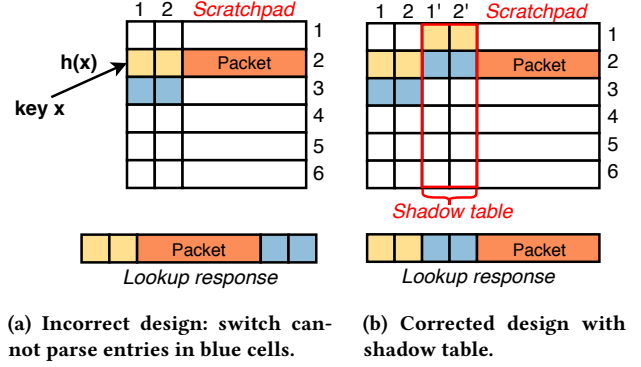 1 2 Scratchpad
1
h(x)
Packet 2
3
key x
4
5
6
Packet
Lookup response
(a) Incorrect design: switch can-
not parse entries in blue cells.
1 2 1' 2' Scratchpad
1
Packet 2
3
4
5
6
Shadow table
Packet
Lookup response
(b) Corrected design with
shadow table.